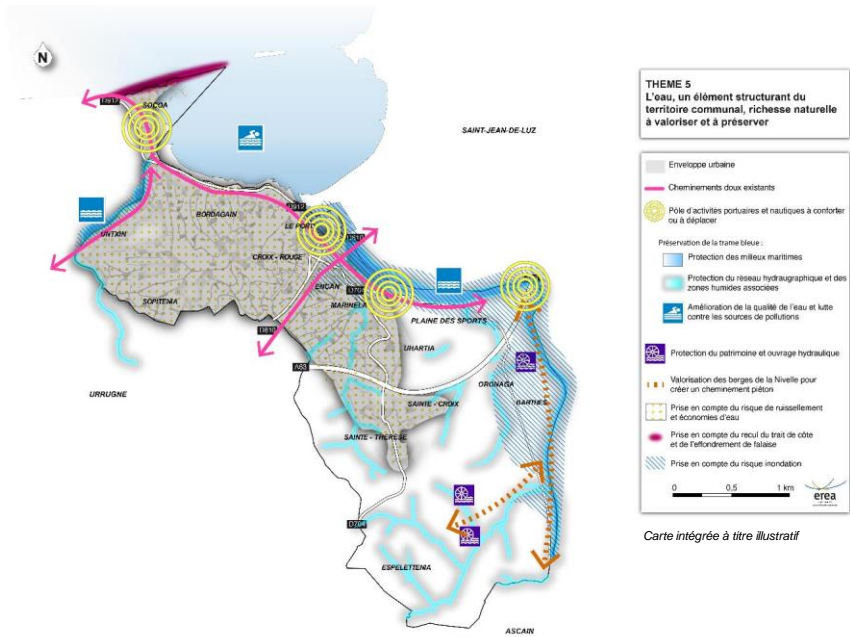 N
D912
SOCOA
SAINT-JEAN-DE-LUZ
BORDAGAIN
D912
LE PORT
D810
UNTXIN
CROIX - ROUGE
ENCAN
D704
MARINELA
SOPITENIA
PLAINE DES SPORTS
D810
UHARTIA
A63
ORONAGA
URRUGNE
BARTHES
SAINTE - CROIX
SAINTE - THERESE
D704
ESPELETTENIA
ASCAIN
THEME 5
L'eau, un élément structurant du
territoire communal, richesse naturelle
à valoriser et à préserver
Enveloppe urbaine
Cheminements doux existants
Pôle d'activités portuaires et nautiques à conforter
ou à déplacer
Préservation de la trame bleue :
Protection des milieux maritimes
Protection du réseau hydraugraphique et des
zones humides associées
Amélioration de la qualité de l'eau et lutte
contre les sources de pollutions
Protection du patrimoine et ouvrage hydraulique
Valorisation des berges de la Nivelle pour
créer un cheminement piéton
Prise en compte du risque de ruissellement
et économies d'eau
Prise en compte du recul du trait de côte
et de l'effondrement de falaise
Prise en compte du risque inondation
0 0,5 1 km
erea
Carte intégrée à titre illustratif